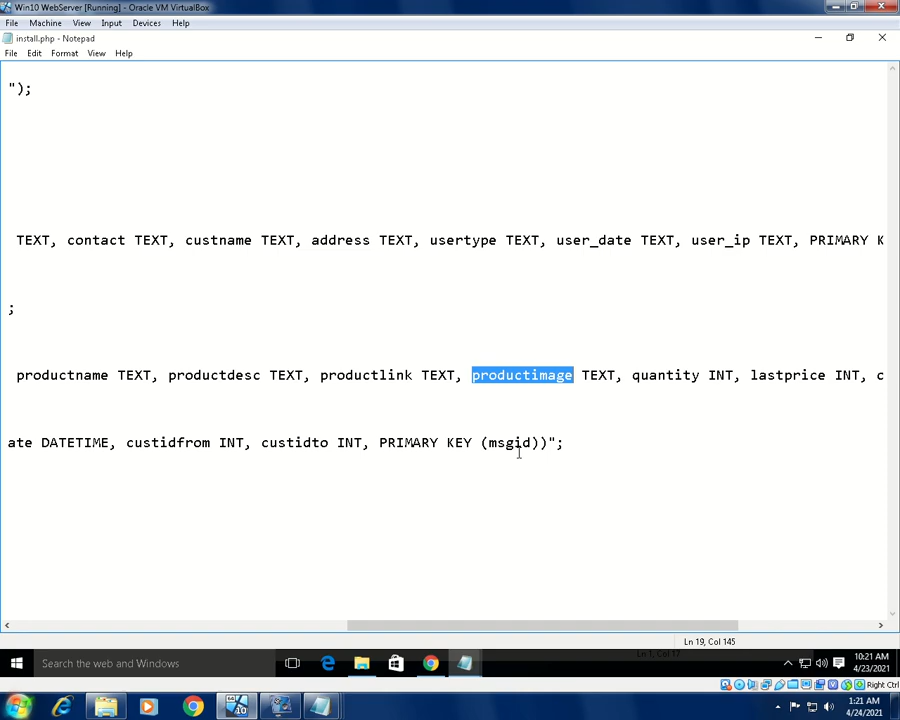 Win10 WebServer [Running] - Oracle VM VirtualBox
File Machine View Input Devices Help
install.php - Notepad
File Edit Format View Help
");
TEXT, contact TEXT, custname TEXT, address TEXT, usertype TEXT, user_date TEXT, user_ip TEXT, PRIMARY K
;
productname TEXT, productdesc TEXT, productlink TEXT, productimage TEXT, quantity INT, lastprice INT, c
ate DATETIME, custidfrom INT, custidto INT, PRIMARY KEY (msgid))";
Ln 19, Col 145
Ln 1, Col 17
Search the web and Windows
10:21 AM
4/23/2021
Right Ctrl
1:21 AM
4/24/2021